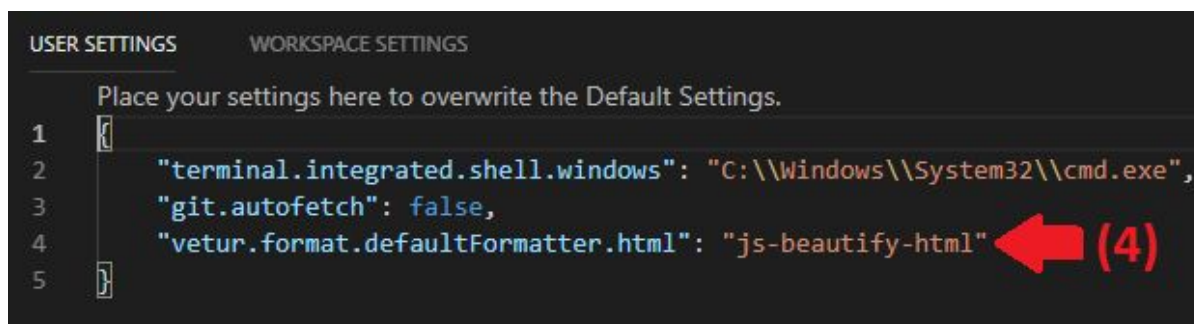 USER SETTINGS WORKSPACE SETTINGS
Place your settings here to overwrite the Default Settings.
1 {
2 "terminal.integrated.shell.windows": "C:\\Windows\\System32\\cmd.exe",
3 "git.autofetch": false,
4 "vetur.format.defaultFormatter.html": "js-beautify-html" (4)
5 }